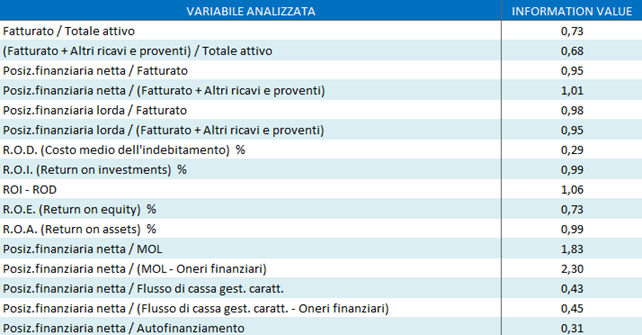 VARIABILE ANALIZZATA INFORMATION VALUE
Fatturato / Totale attivo 0,73
(Fatturato + Altri ricavi e proventi) / Totale attivo 0,68
Posiz.finanziaria netta / Fatturato 0,95
Posiz.finanziaria netta / (Fatturato + Altri ricavi e proventi) 1,01
Posiz.finanziaria lorda / Fatturato 0,98
Posiz.finanziaria lorda / (Fatturato + Altri ricavi e proventi) 0,95
R.O.D. (Costo medio dell'indebitamento) % 0,29
R.O.I. (Return on investments) % 0,99
ROI - ROD 1,06
R.O.E. (Return on equity) % 0,73
R.O.A. (Return on assets) % 0,99
Posiz.finanziaria netta / MOL 1,83
Posiz.finanziaria netta / (MOL - Oneri finanziari) 2,30
Posiz.finanziaria netta / Flusso di cassa gest. caratt. 0,43
Posiz.finanziaria netta / (Flusso di cassa gest. caratt. - Oneri finanziari) 0,45
Posiz.finanziaria netta / Autofinanziamento 0,31